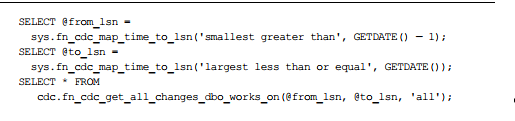 SELECT @from_lsn =
sys.fn_cdc_map_time_to_lsn('smallest greater than', GETDATE() – 1);
SELECT @to_lsn =
sys.fn_cdc_map_time_to_lsn('largest less than or equal', GETDATE());
SELECT * FROM
cdc.fn_cdc_get_all_changes_dbo_works_on(@from_lsn, @to_lsn, 'all');